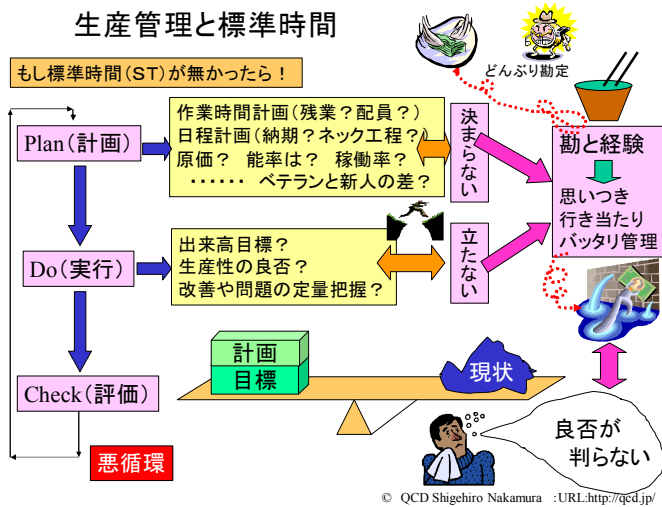 生産管理と標準時間
もし標準時間(ST)が無かったら！
どんぶり勘定
Plan(計画)
作業時間計画(残業？配員？)
日程計画(納期？ネック工程？)
原価？ 能率は？ 稼働率？
‥‥‥ ベテランと新人の差？
決まらない
勘と経験
思いつき
行き当たり
バッタリ管理
Do(実行)
出来高目標？
生産性の良否？
改善や問題の定量把握？
立たない
計画
目標
現状
Check(評価)
良否が
判らない
悪循環
© QCD Shigehiro Nakamura :URL:http://qcd.jp/